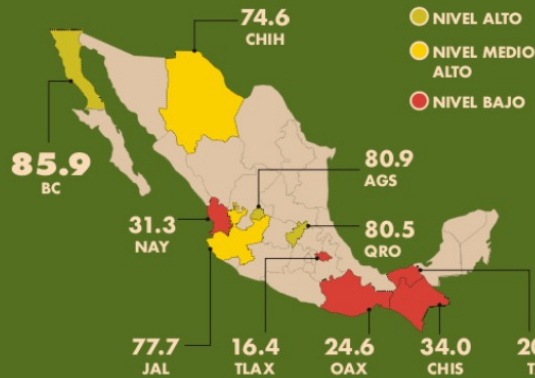 74.6
CHIH
NIVEL ALTO
NIVEL MEDIO
ALTO
NIVEL BAJO
85.9
BC
80.9
AGS
31.3
NAY
80.5
QRO
77.7
JAL
16.4
TLAX
24.6
OAX
34.0
CHIS